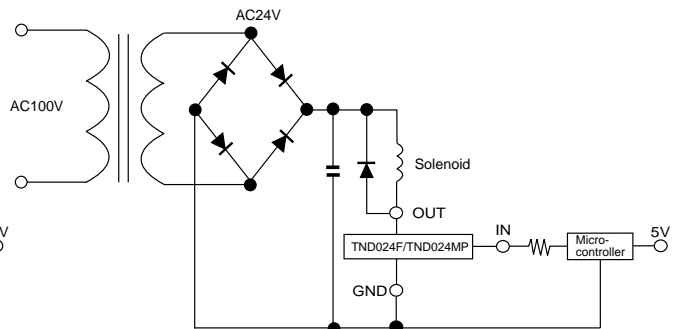 AC24V
AC100V
Solenoid
OUT
TND024F/TND024MP
IN
Micro-
controller
5V
V
GND